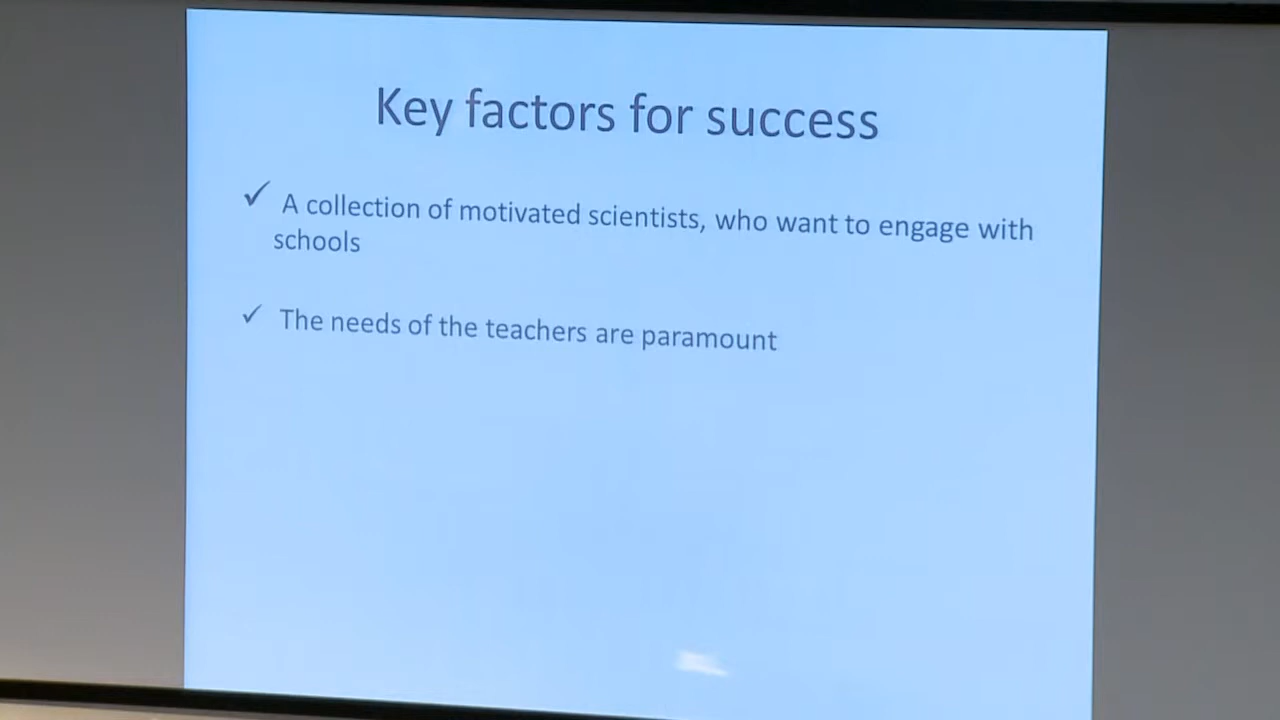 Key factors for success
✓ A collection of motivated scientists, who want to engage with
schools
✓ The needs of the teachers are paramount